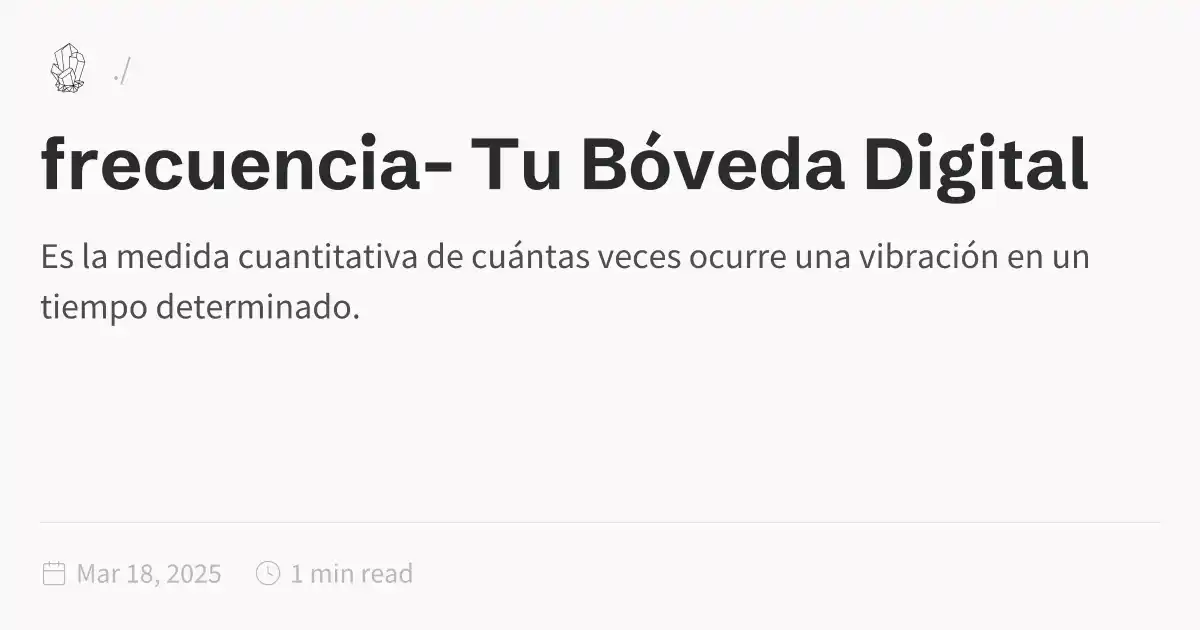 ./
frecuencia- Tu Bóveda Digital
Es la medida cuantitativa de cuántas veces ocurre una vibración en un
tiempo determinado.
Mar 18, 2025 1 min read